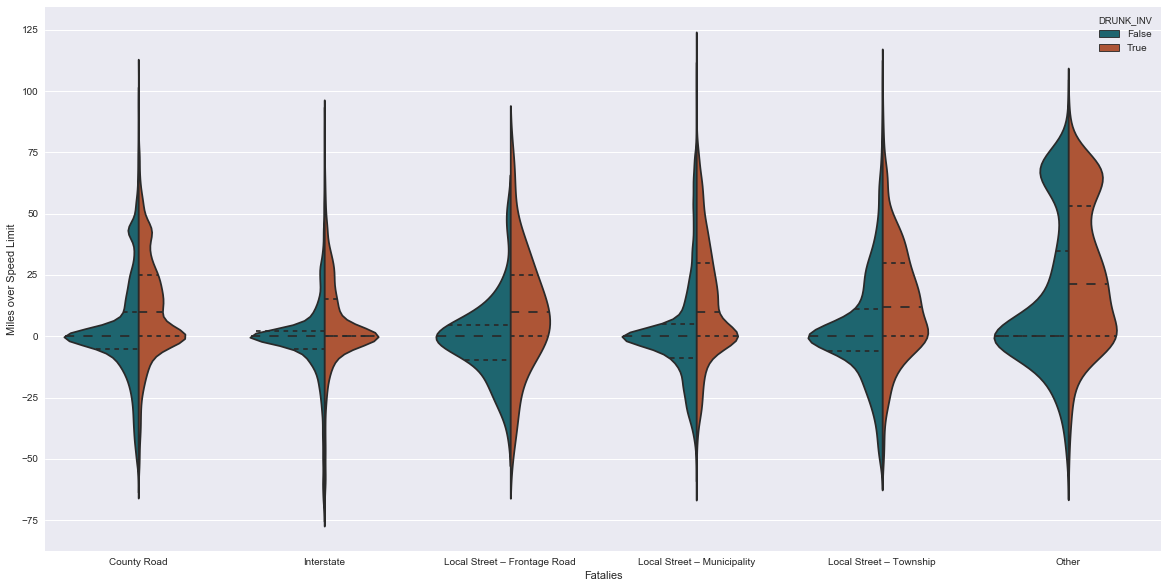 DRUNK_INV
False
True
125
100
75
50
25
0
−25
−50
−75
Miles over Speed Limit
County Road
Interstate
Local Street – Frontage Road
Local Street – Municipality
Local Street – Township
Other
Fatalies